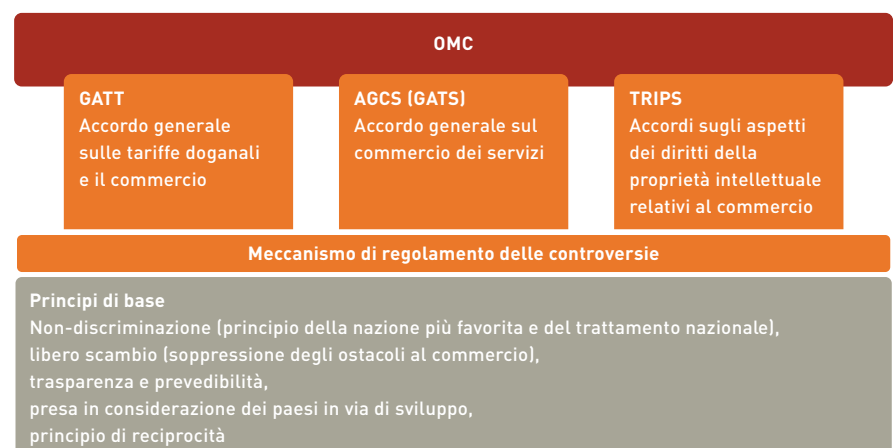 OMC
GATT
Accordo generale
sulle tariffe doganali
e il commercio
AGCS (GATS)
Accordo generale sul
commercio dei servizi
TRIPS
Accordi sugli aspetti
dei diritti della
proprietà intellettuale
relativi al commercio
Meccanismo di regolamento delle controversie
Principi di base
Non-discriminazione (principio della nazione più favorita e del trattamento nazionale),
libero scambio (soppressione degli ostacoli al commercio),
trasparenza e prevedibilità,
presa in considerazione dei paesi in via di sviluppo,
principio di reciprocità